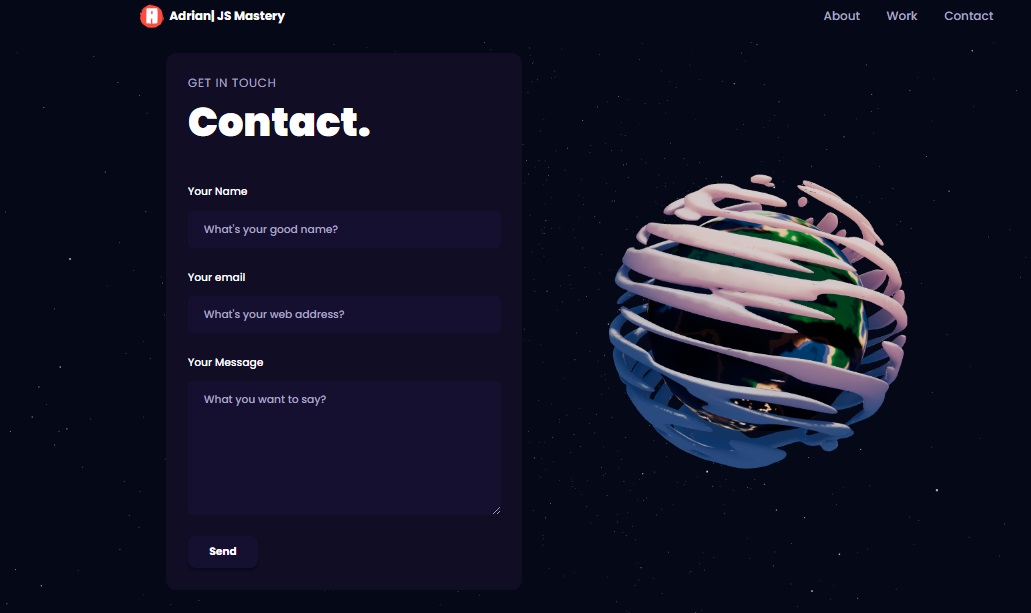 Adrian| JS Mastery
About Work Contact
GET IN TOUCH
Contact.
Your Name
What's your good name?
Your email
What's your web address?
Your Message
What you want to say?
Send